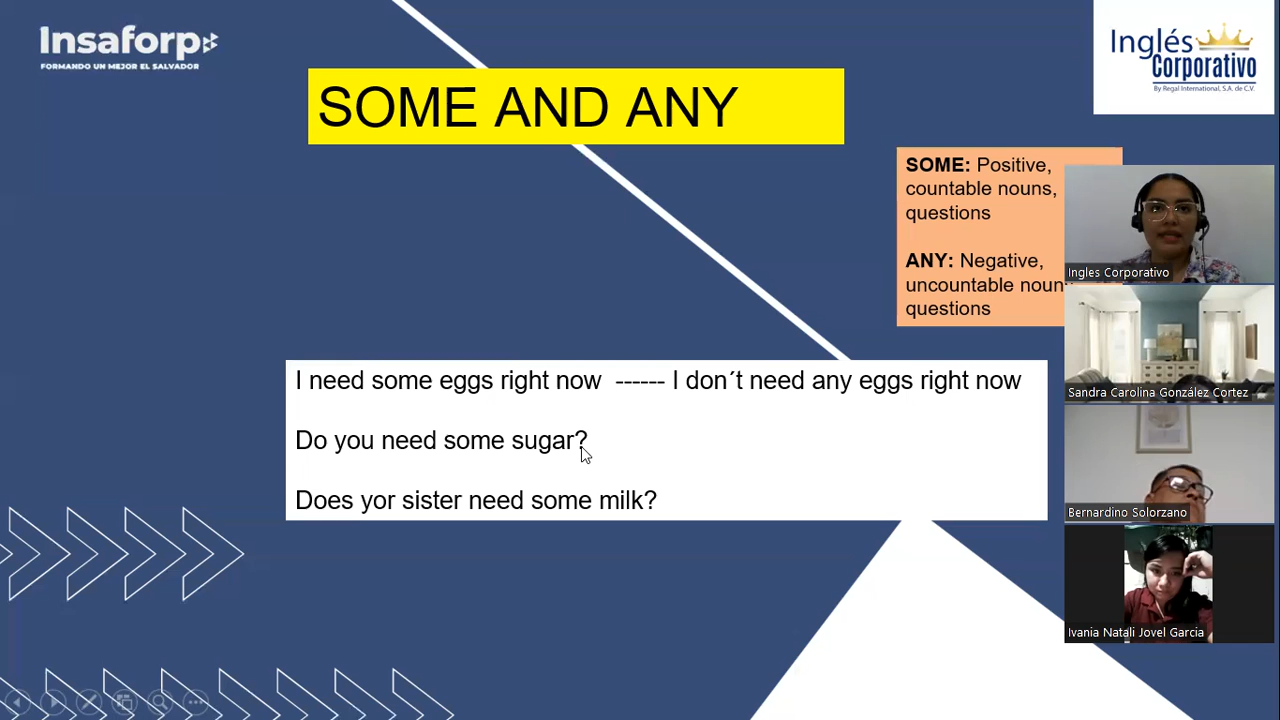 Insaforp
FORMANDO UN MEJOR EL SALVADOR
Inglés
Corporativo
By Regal International, S.A. de C.V.
SOME AND ANY
SOME: Positive,
countable nouns,
questions
ANY: Negative,
uncountable noun
questions
I need some eggs right now ------ I don´t need any eggs right now
Do you need some sugar?
Does yor sister need some milk?
Ingles Corporativo
Sandra Carolina González Cortez
Bernardino Solorzano
Ivania Natali Jovel Garcia